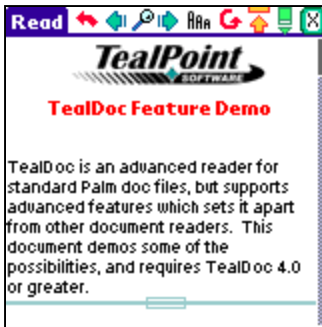 Read AAA
TealPoint
SOFTWARE
TealDoc Feature Demo
TealDoc is an advanced reader for
standard Palm doc files, but supports
advanced features which sets it apart
from other document readers. This
document demos some of the
possibilities, and requires TealDoc 4.0
or greater.